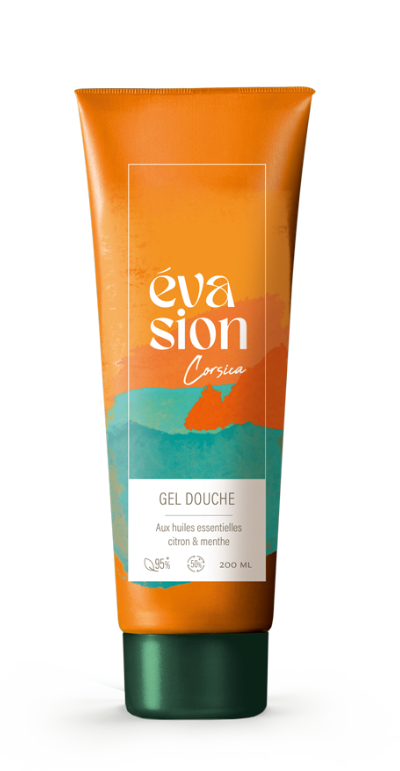 éva
sion
Corsica
GEL DOUCHE
Aux huiles essentielles
citron & menthe
95% 50% 200 ML